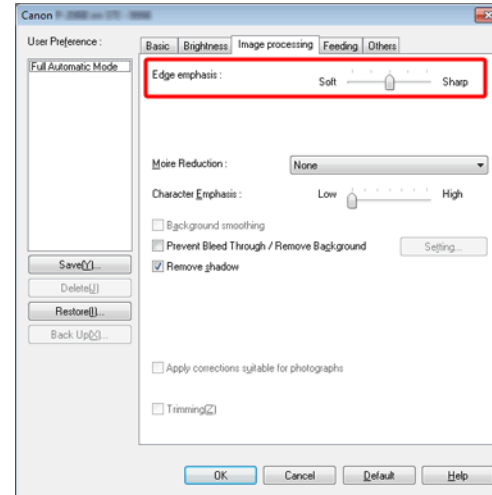 Canon
User Preference :
Full Automatic Mode
Save(Y)...
Delete(J)
Restore(I)...
Back Up(X)...
Basic Brightness Image processing Feeding Others
Edge emphasis :
Soft Sharp
Moire Reduction : None
Character Emphasis : Low High
Background smoothing
Prevent Bleed Through / Remove Background Setting...
Remove shadow
Apply corrections suitable for photographs
Trimming(Z)
OK Cancel Default Help